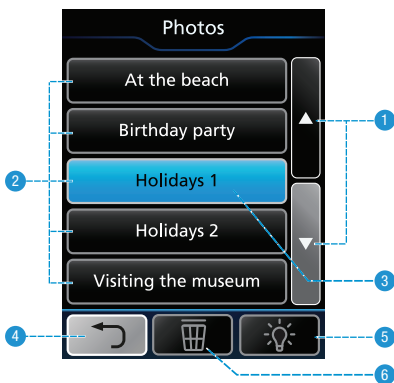 Photos
At the beach
1
Birthday party
2
Holidays 1
3
Holidays 2
Visiting the museum
4
5
6